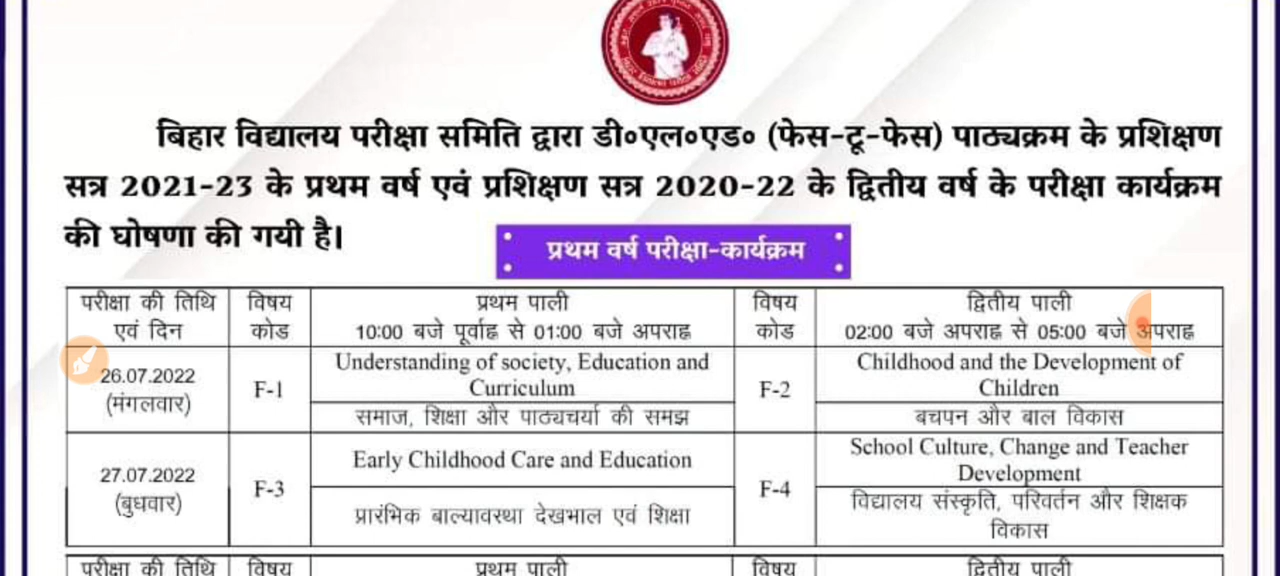 बिहार विद्यालय परीक्षा समिति द्वारा डी०एल०एड० (फेस-टू-फेस) पाठ्यक्रम के प्रशिक्षण
सत्र 2021-23 के प्रथम वर्ष एवं प्रशिक्षण सत्र 2020-22 के द्वितीय वर्ष के परीक्षा कार्यक्रम
की घोषणा की गयी है।
प्रथम वर्ष परीक्षा-कार्यक्रम
परीक्षा की तिथि
एवं दिन
विषय
कोड
प्रथम पाली
10:00 बजे पूर्वाह्न से 01:00 बजे अपराह्न
विषय
कोड
द्वितीय पाली
02:00 बजे अपराह्न से 05:00 बजे अपराह्न
26.07.2022
(मंगलवार)
F-1
Understanding of society, Education and
Curriculum
समाज, शिक्षा और पाठ्यचर्या की समझ
F-2
Childhood and the Development of
Children
बचपन और बाल विकास
27.07.2022
(बुधवार)
F-3
Early Childhood Care and Education
प्रारंभिक बाल्यावस्था देखभाल एवं शिक्षा
F-4
School Culture, Change and Teacher
Development
विद्यालय संस्कृति, परिवर्तन और शिक्षक
विकास
परीक्षा की तिथि
विषय
प्रथम पाली
विषय
द्वितीय पाली